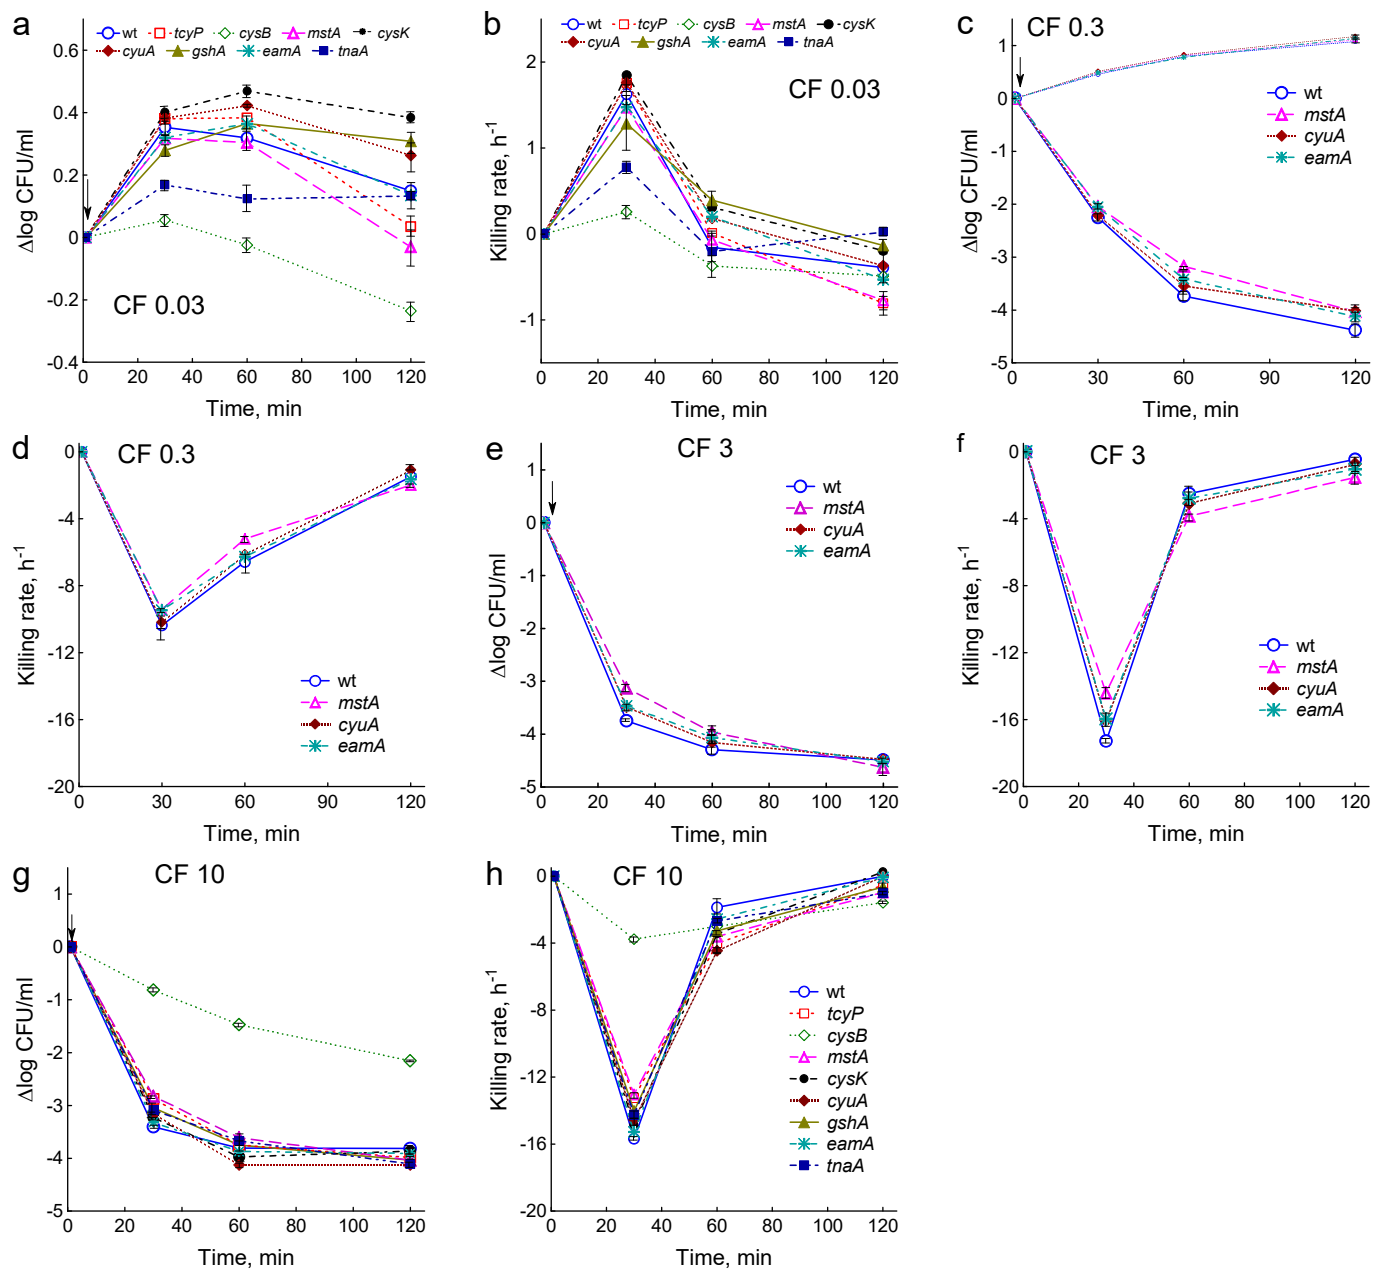 a
wt tcyP cysB mstA cysK
cyuA gshA eamA tnaA
0.6
0.4
0.2
0
-0.2
-0.4
Δlog CFU/ml
CF 0.03
0 20 40 60 80 100 120
Time, min
b
wt tcyP cysB mstA cysK
cyuA gshA eamA tnaA
CF 0.03
2
1
0
-1
Killing rate, h⁻¹
0 20 40 60 80 100 120
Time, min
c
CF 0.3
1
0
-1
-2
-3
-4
-5
Δlog CFU/ml
wt
mstA
cyuA
eamA
0 30 60 90 120
Time, min
d
CF 0.3
0
-4
-8
-12
-16
-20
Killing rate, h⁻¹
wt
mstA
cyuA
eamA
0 30 60 90 120
Time, min
e
CF 3
1
0
-1
-2
-3
-4
-5
Δlog CFU/ml
wt
mstA
cyuA
eamA
0 20 40 60 80 100 120
Time, min
f
CF 3
0
-4
-8
-12
-16
-20
Killing rate, h⁻¹
wt
mstA
cyuA
eamA
0 20 40 60 80 100 120
Time, min
g
CF 10
1
0
-1
-2
-3
-4
-5
Δlog CFU/ml
0 20 40 60 80 100 120
Time, min
h
CF 10
0
-4
-8
-12
-16
-20
Killing rate, h⁻¹
wt
tcyP
cysB
mstA
cysK
cyuA
gshA
eamA
tnaA
0 20 40 60 80 100 120
Time, min